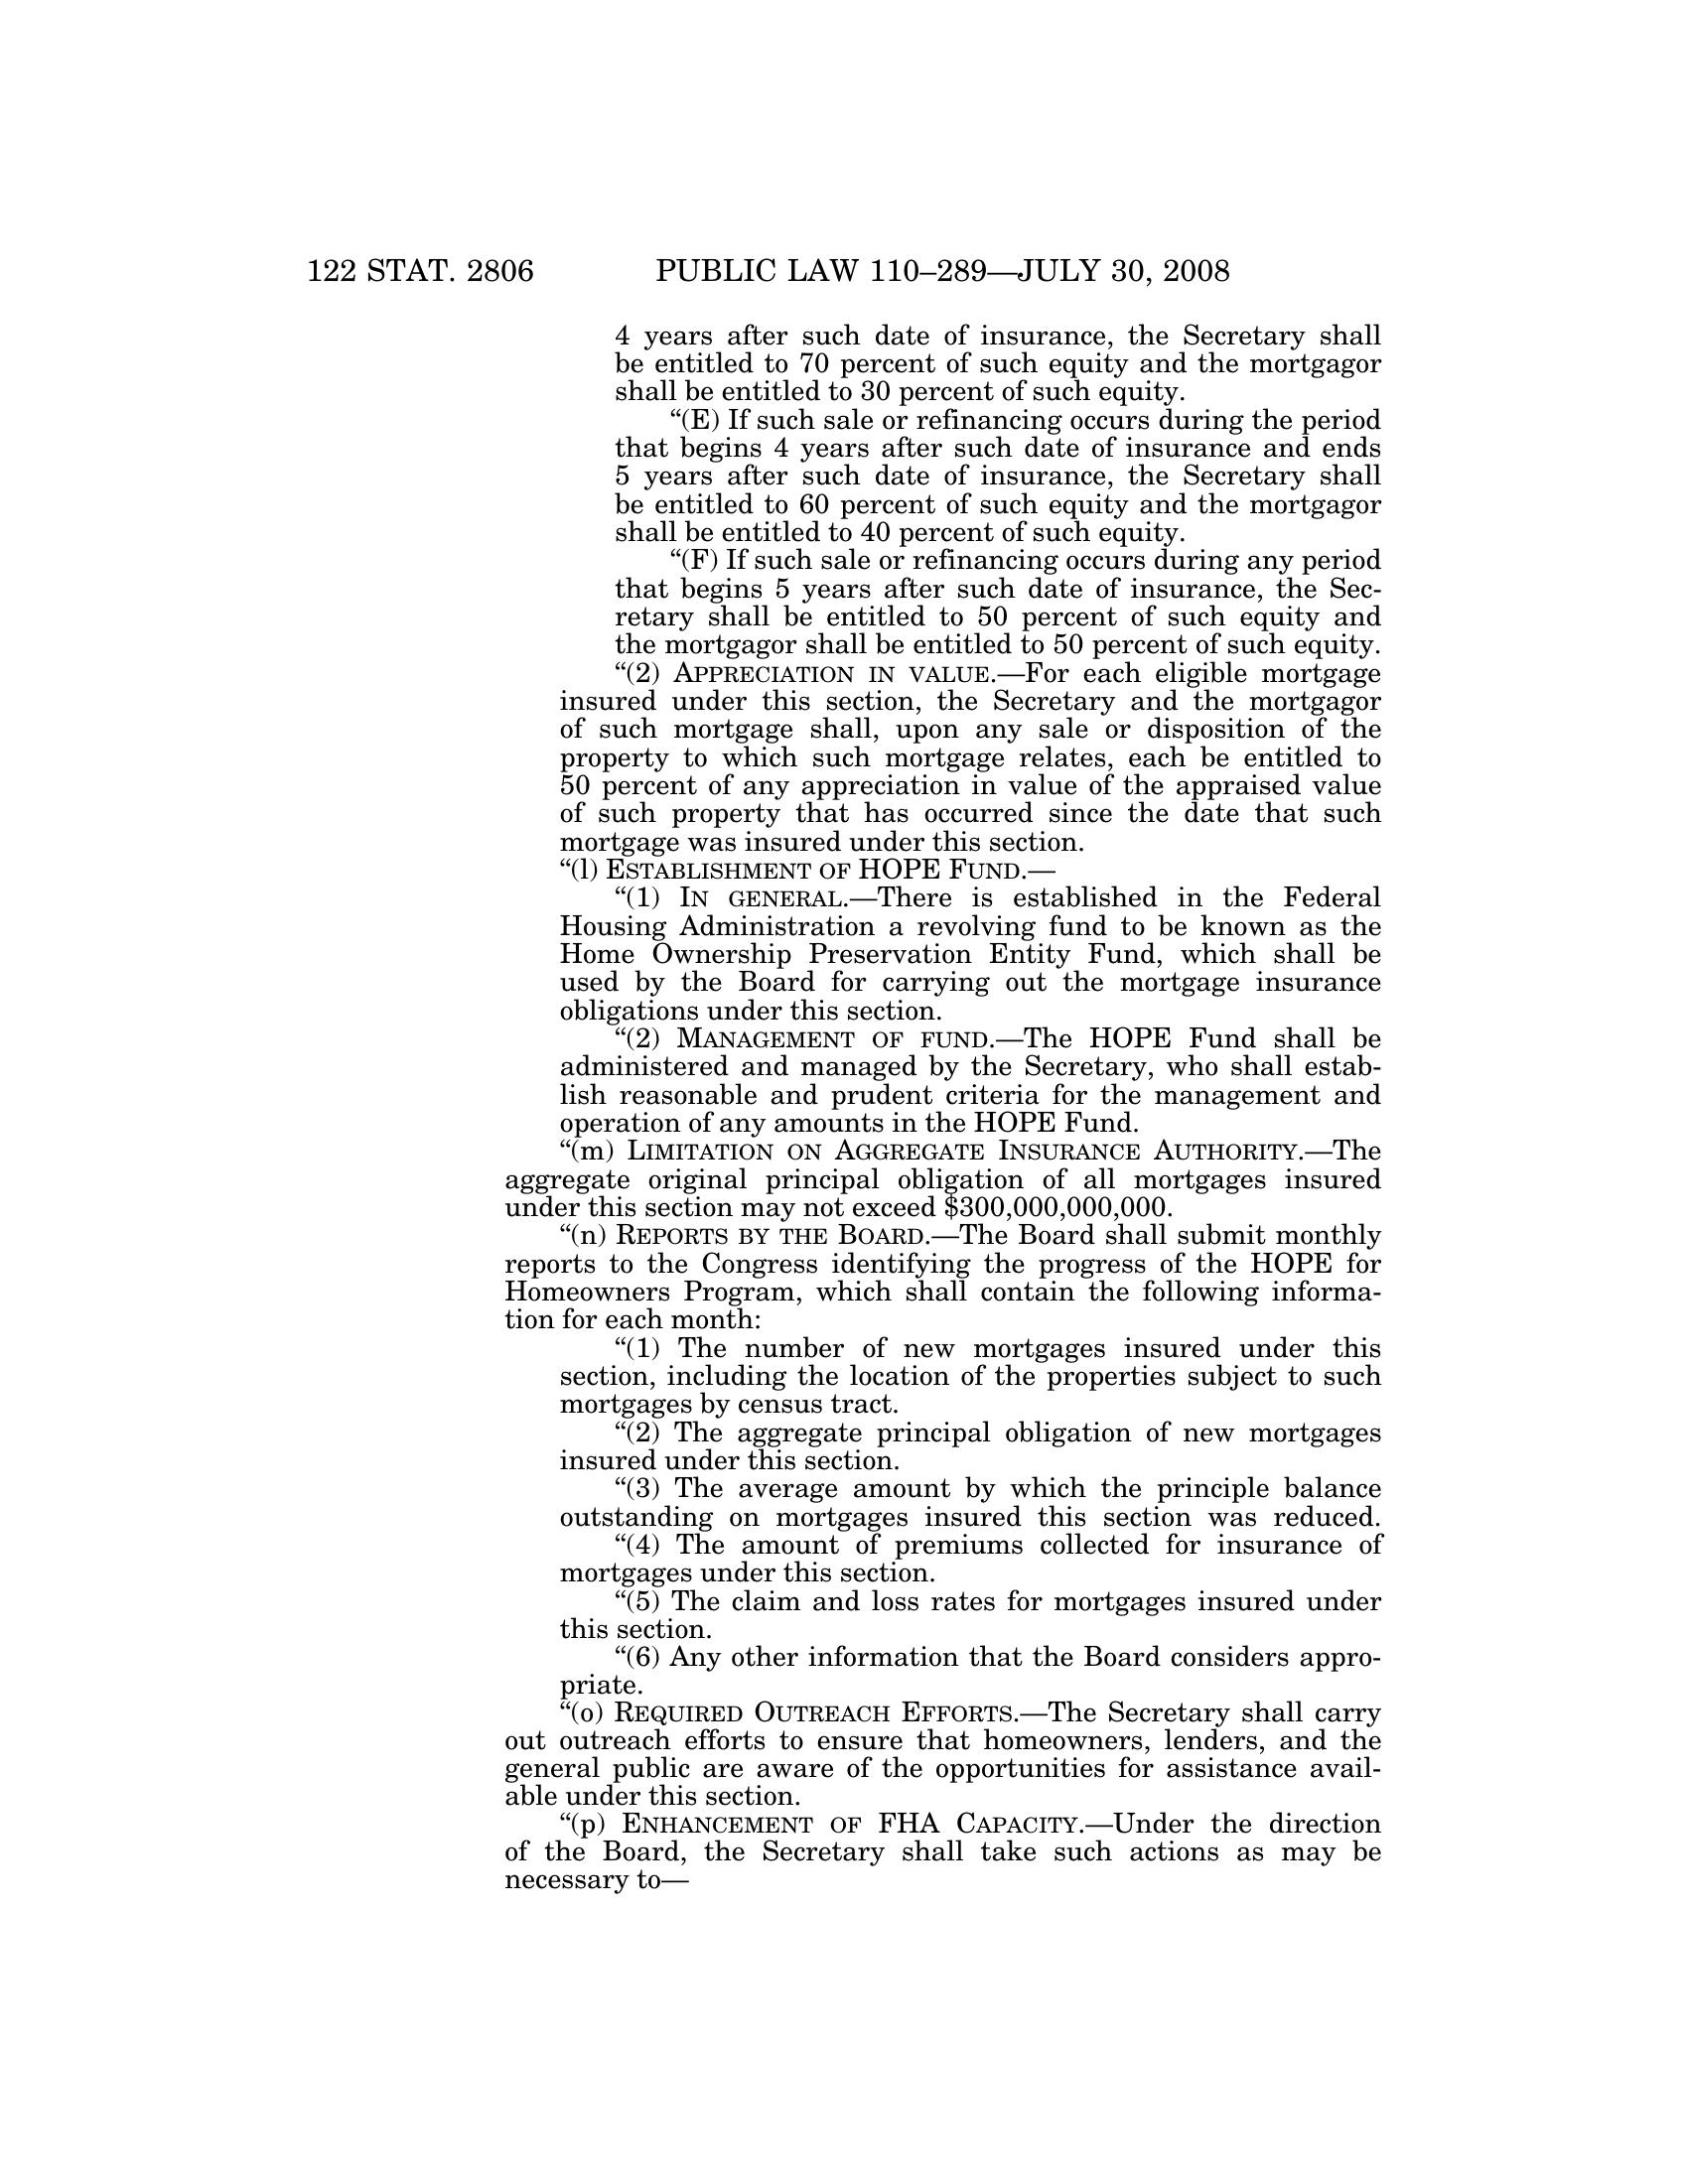 122 STAT. 2806 PUBLIC LAW 110–289—JULY 30, 2008
4 years after such date of insurance, the Secretary shall
be entitled to 70 percent of such equity and the mortgagor
shall be entitled to 30 percent of such equity.
“(E) If such sale or refinancing occurs during the period
that begins 4 years after such date of insurance and ends
5 years after such date of insurance, the Secretary shall
be entitled to 60 percent of such equity and the mortgagor
shall be entitled to 40 percent of such equity.
“(F) If such sale or refinancing occurs during any period
that begins 5 years after such date of insurance, the Sec-
retary shall be entitled to 50 percent of such equity and
the mortgagor shall be entitled to 50 percent of such equity.
“(2) APPRECIATION IN VALUE.—For each eligible mortgage
insured under this section, the Secretary and the mortgagor
of such mortgage shall, upon any sale or disposition of the
property to which such mortgage relates, each be entitled to
50 percent of any appreciation in value of the appraised value
of such property that has occurred since the date that such
mortgage was insured under this section.
“(l) ESTABLISHMENT OF HOPE FUND.—
“(1) IN GENERAL.—There is established in the Federal
Housing Administration a revolving fund to be known as the
Home Ownership Preservation Entity Fund, which shall be
used by the Board for carrying out the mortgage insurance
obligations under this section.
“(2) MANAGEMENT OF FUND.—The HOPE Fund shall be
administered and managed by the Secretary, who shall estab-
lish reasonable and prudent criteria for the management and
operation of any amounts in the HOPE Fund.
“(m) LIMITATION ON AGGREGATE INSURANCE AUTHORITY.—The
aggregate original principal obligation of all mortgages insured
under this section may not exceed $300,000,000,000.
“(n) REPORTS BY THE BOARD.—The Board shall submit monthly
reports to the Congress identifying the progress of the HOPE for
Homeowners Program, which shall contain the following informa-
tion for each month:
“(1) The number of new mortgages insured under this
section, including the location of the properties subject to such
mortgages by census tract.
“(2) The aggregate principal obligation of new mortgages
insured under this section.
“(3) The average amount by which the principle balance
outstanding on mortgages insured this section was reduced.
“(4) The amount of premiums collected for insurance of
mortgages under this section.
“(5) The claim and loss rates for mortgages insured under
this section.
“(6) Any other information that the Board considers appro-
priate.
“(o) REQUIRED OUTREACH EFFORTS.—The Secretary shall carry
out outreach efforts to ensure that homeowners, lenders, and the
general public are aware of the opportunities for assistance avail-
able under this section.
“(p) ENHANCEMENT OF FHA CAPACITY.—Under the direction
of the Board, the Secretary shall take such actions as may be
necessary to—